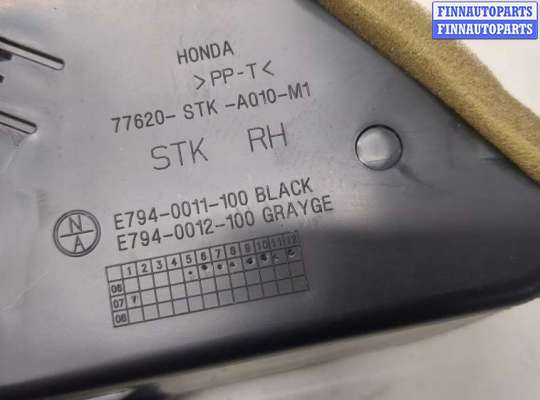 FINNAUTOPARTS
FINNAUTOPARTS
HONDA
>PP-T<
77620-STK-A010-M1
STK RH
N
A
E794-0011-100 BLACK
E794-0012-100 GRAYGE
1 2 3 4 5 6 7 8 9 10 11 12
06
07
08